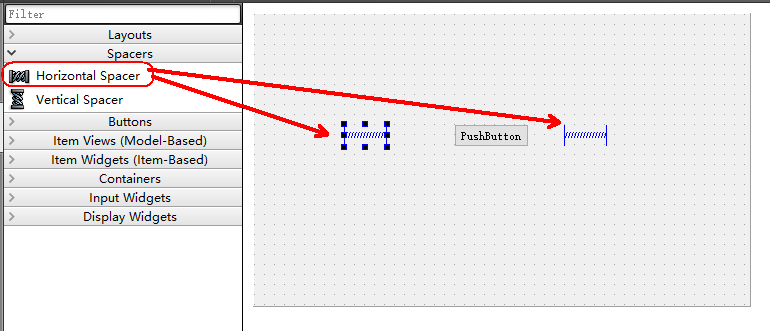 Filter
Layouts
Spacers
Horizontal Spacer
Vertical Spacer
Buttons
Item Views (Model-Based)
Item Widgets (Item-Based)
Containers
Input Widgets
Display Widgets
PushButton